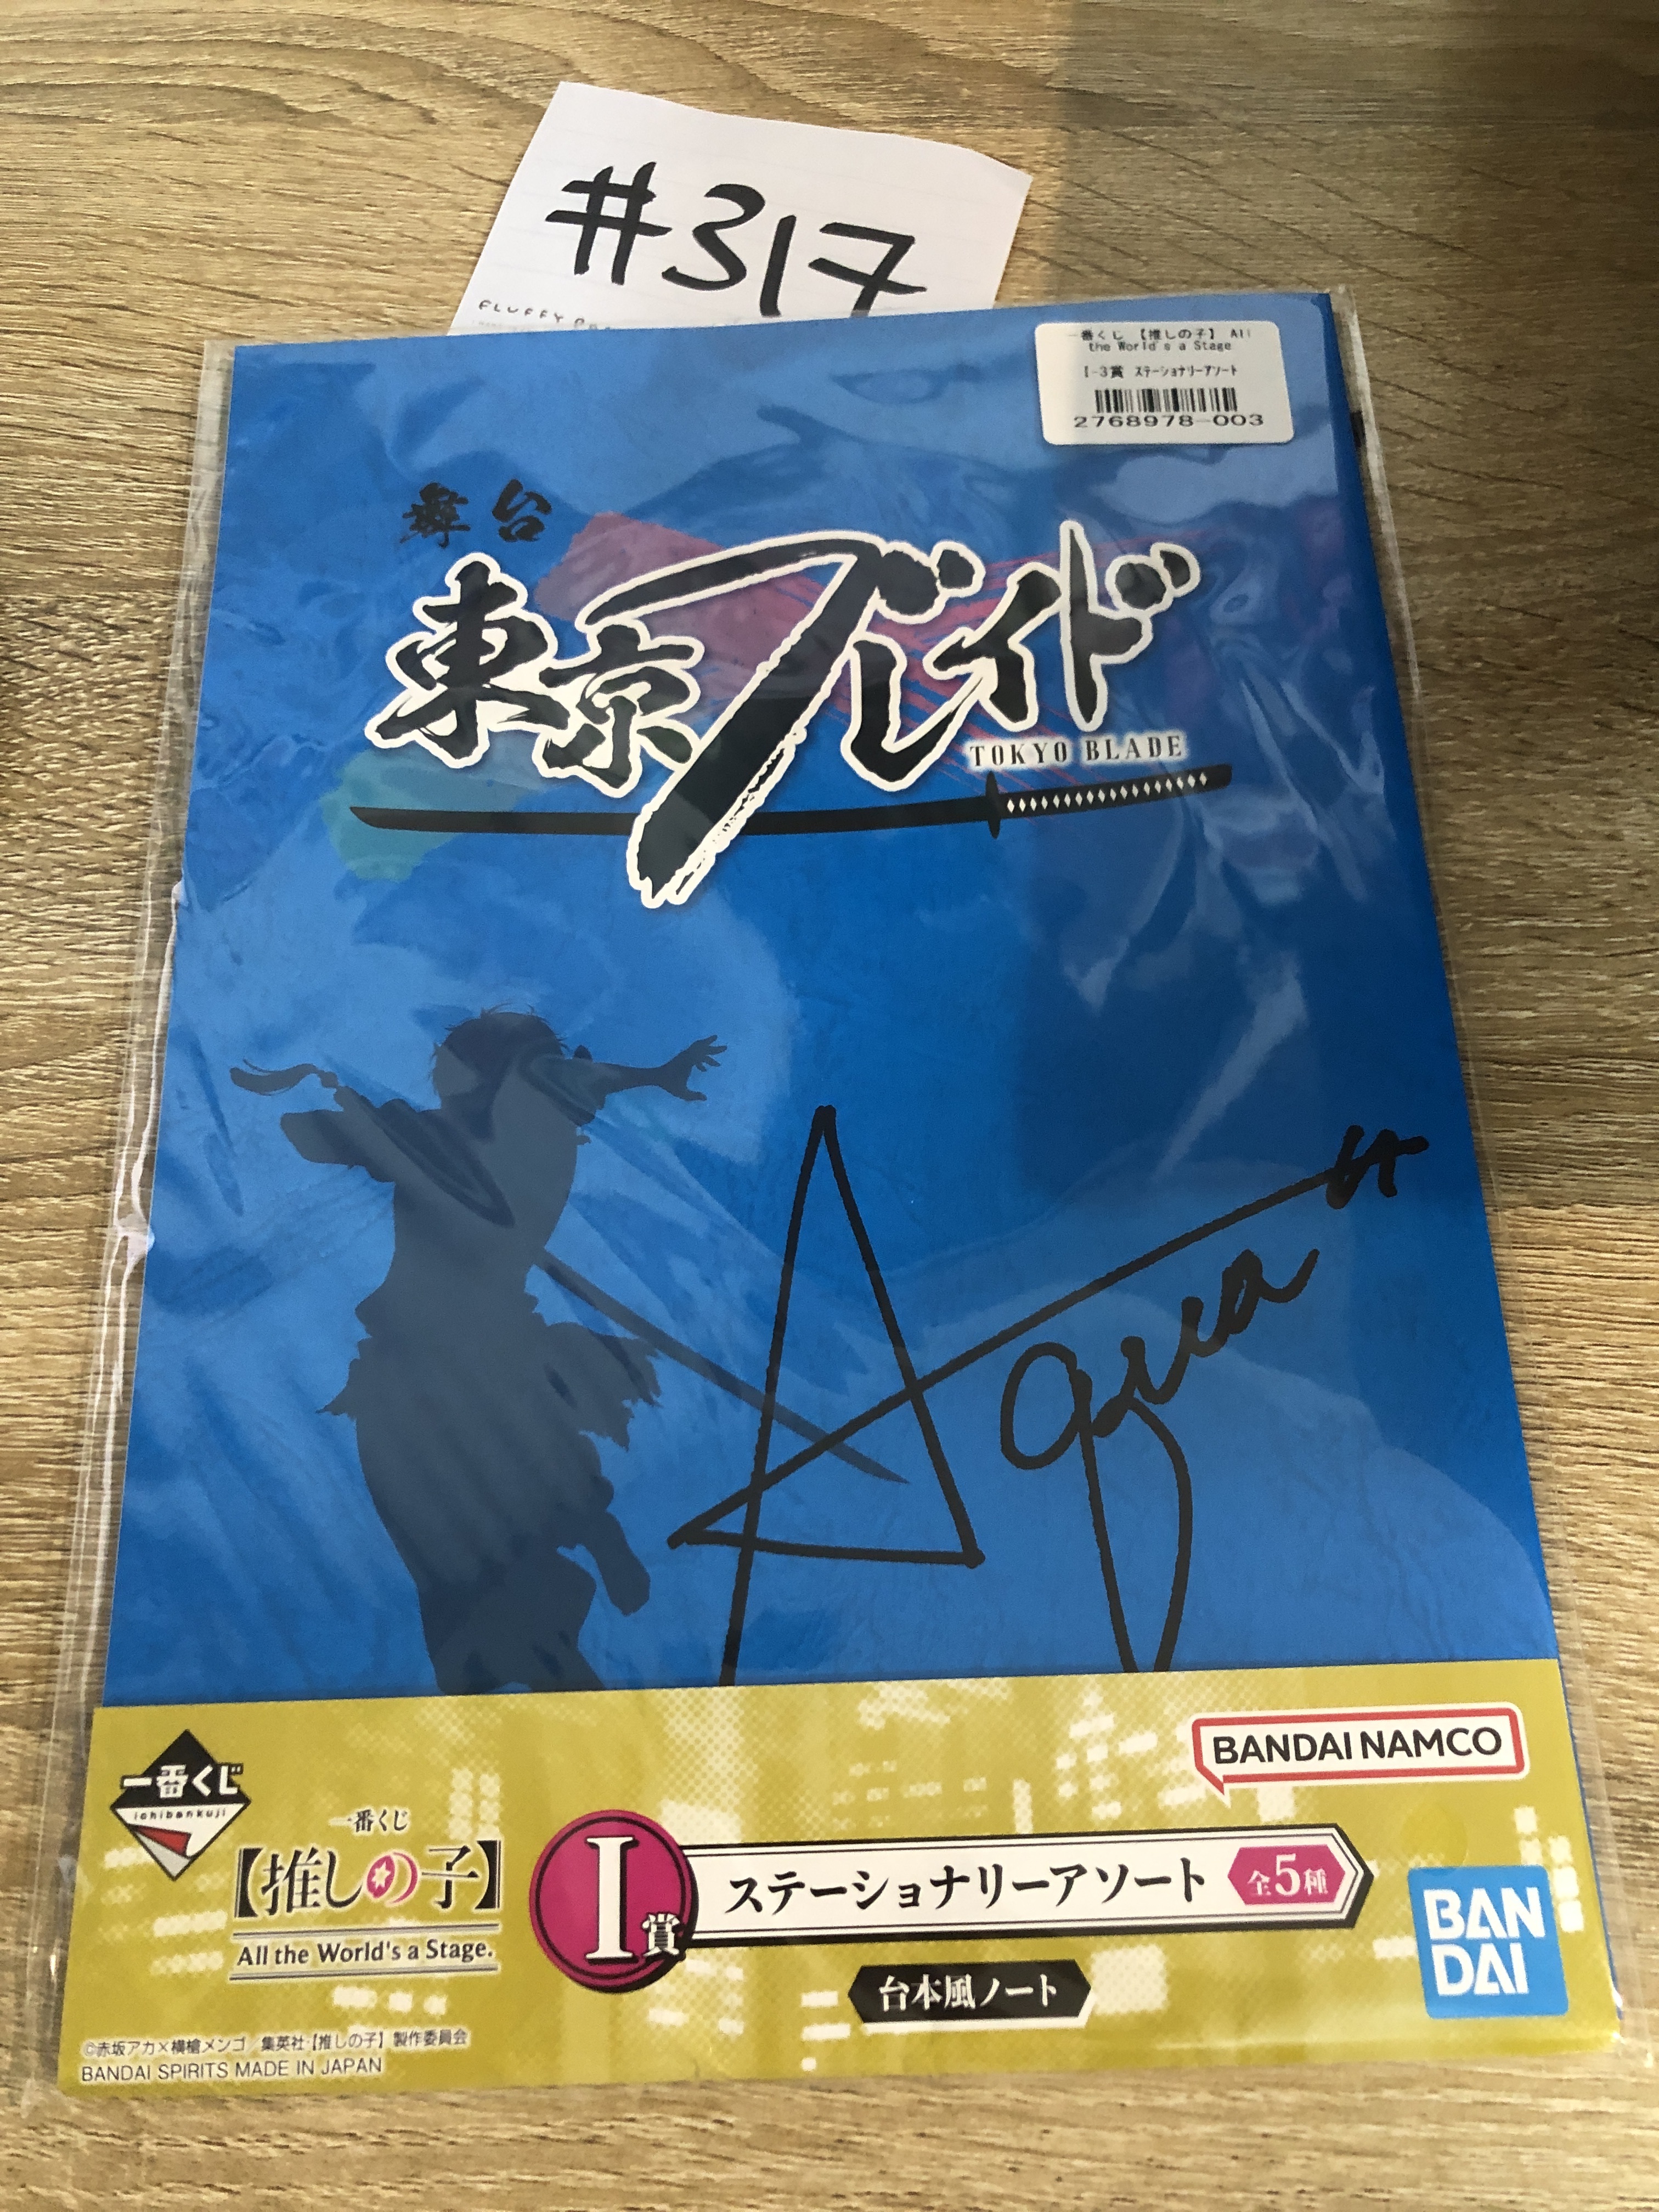 #317
FLUFFY
一番くじ 【推しの子】 All
the World's a Stage
I-3賞 ステーショナリーアソート
2768978-003
舞台
東京ブレイド
TOKYO BLADE
Aqua
BANDAI NAMCO
一番くじ
ichibankuji
一番くじ
【推しの子】
All the World's a Stage.
I賞
ステーショナリーアソート
全5種
台本風ノート
BAN
DAI
©赤坂アカ×横槍メンゴ/集英社・【推しの子】製作委員会
BANDAI SPIRITS MADE IN JAPAN